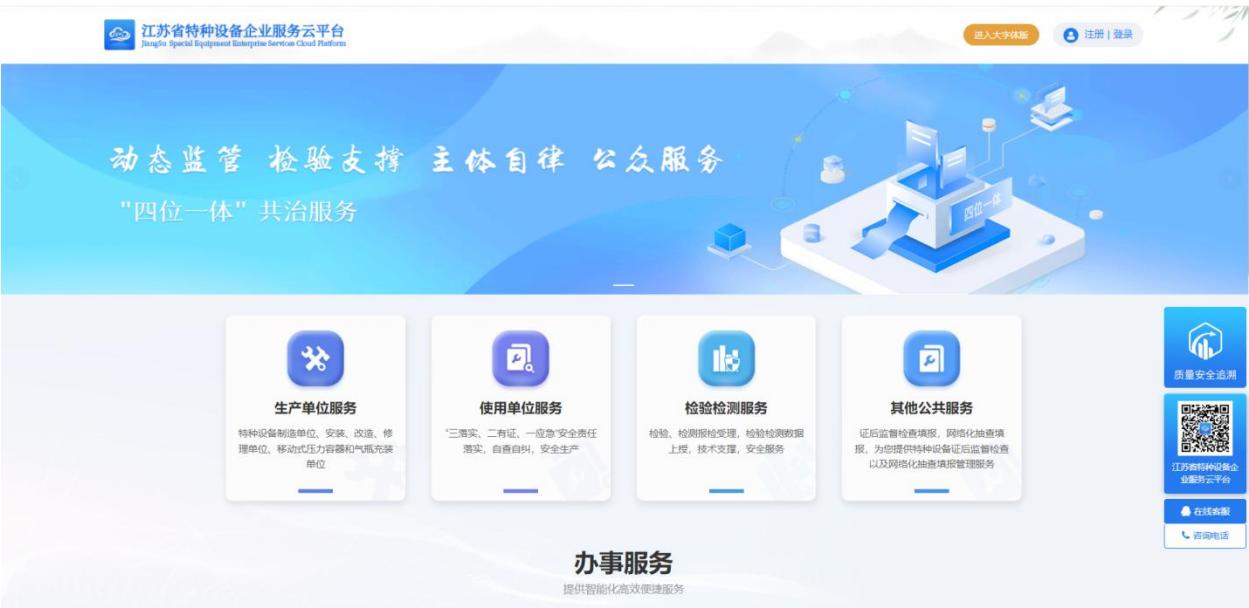 江苏省特种设备企业服务云平台
JiangSu Special Equipment Enterprise Services Cloud Platform
进入大字体版
注册 | 登录
动态监管 检验支撑 主体自律 公众服务
"四位一体" 共治服务
四位一体
生产单位服务
特种设备制造单位、安装、改造、修
理单位、移动式压力容器和气瓶充装
单位
使用单位服务
“三落实、二有证、一应急”安全责任
落实，自查自纠，安全生产
检验检测服务
检验、检测报检受理，检验检测数据
上授，技术支撑，安全服务
其他公共服务
证后监督检查填报，网络化抽查填
报，为您提供特种设备证后监督检查
以及网络化抽查填报管理服务
质量安全追溯
江苏省特种设备企
业服务云平台
在线客服
咨询电话
办事服务
提供智能化高效便捷服务